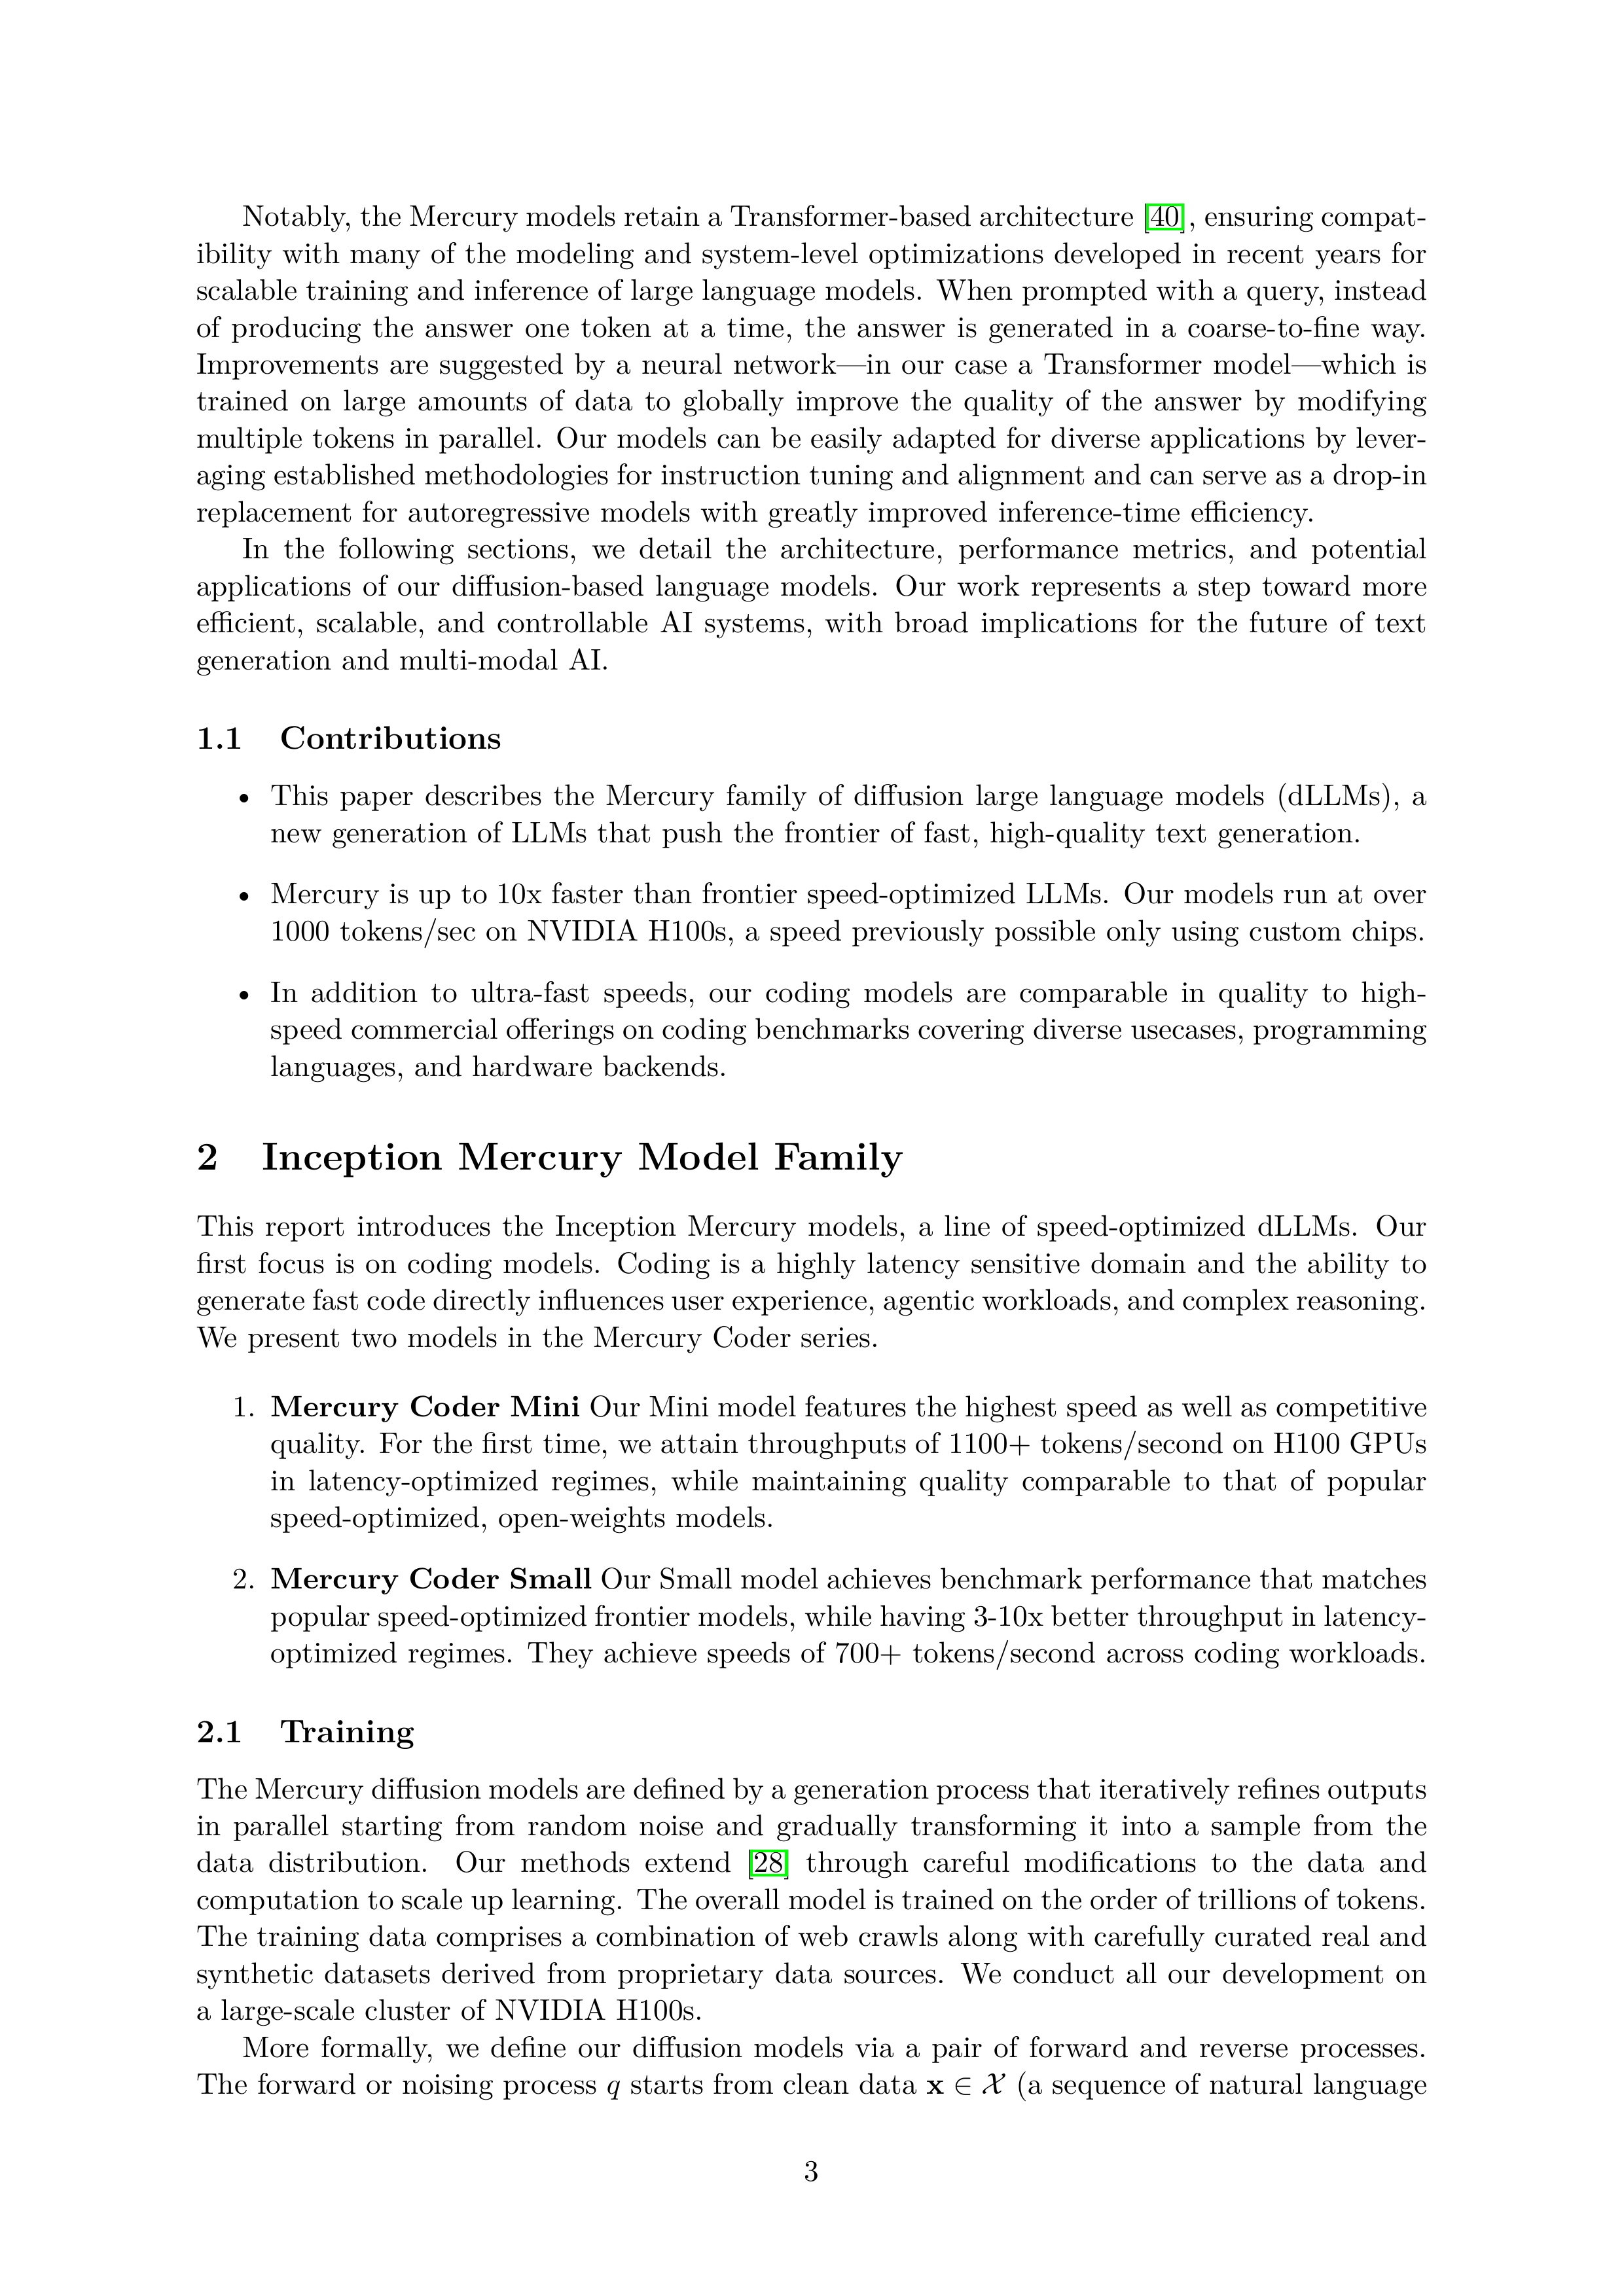 Notably, the Mercury models retain a Transformer-based architecture [40], ensuring compat-
ibility with many of the modeling and system-level optimizations developed in recent years for
scalable training and inference of large language models. When prompted with a query, instead
of producing the answer one token at a time, the answer is generated in a coarse-to-fine way.
Improvements are suggested by a neural network—in our case a Transformer model—which is
trained on large amounts of data to globally improve the quality of the answer by modifying
multiple tokens in parallel. Our models can be easily adapted for diverse applications by lever-
aging established methodologies for instruction tuning and alignment and can serve as a drop-in
replacement for autoregressive models with greatly improved inference-time efficiency.
In the following sections, we detail the architecture, performance metrics, and potential
applications of our diffusion-based language models. Our work represents a step toward more
efficient, scalable, and controllable AI systems, with broad implications for the future of text
generation and multi-modal AI.
1.1 Contributions
• This paper describes the Mercury family of diffusion large language models (dLLMs), a
new generation of LLMs that push the frontier of fast, high-quality text generation.
• Mercury is up to 10x faster than frontier speed-optimized LLMs. Our models run at over
1000 tokens/sec on NVIDIA H100s, a speed previously possible only using custom chips.
• In addition to ultra-fast speeds, our coding models are comparable in quality to high-
speed commercial offerings on coding benchmarks covering diverse usecases, programming
languages, and hardware backends.
2 Inception Mercury Model Family
This report introduces the Inception Mercury models, a line of speed-optimized dLLMs. Our
first focus is on coding models. Coding is a highly latency sensitive domain and the ability to
generate fast code directly influences user experience, agentic workloads, and complex reasoning.
We present two models in the Mercury Coder series.
1. Mercury Coder Mini Our Mini model features the highest speed as well as competitive
quality. For the first time, we attain throughputs of 1100+ tokens/second on H100 GPUs
in latency-optimized regimes, while maintaining quality comparable to that of popular
speed-optimized, open-weights models.
2. Mercury Coder Small Our Small model achieves benchmark performance that matches
popular speed-optimized frontier models, while having 3-10x better throughput in latency-
optimized regimes. They achieve speeds of 700+ tokens/second across coding workloads.
2.1 Training
The Mercury diffusion models are defined by a generation process that iteratively refines outputs
in parallel starting from random noise and gradually transforming it into a sample from the
data distribution. Our methods extend [28] through careful modifications to the data and
computation to scale up learning. The overall model is trained on the order of trillions of tokens.
The training data comprises a combination of web crawls along with carefully curated real and
synthetic datasets derived from proprietary data sources. We conduct all our development on
a large-scale cluster of NVIDIA H100s.
More formally, we define our diffusion models via a pair of forward and reverse processes.
The forward or noising process q starts from clean data x ∈ 𝒳 (a sequence of natural language
3